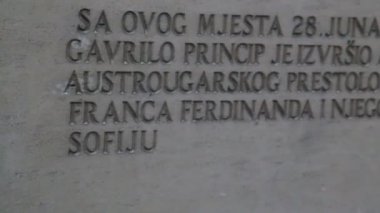 SA OVOG MJESTA 28. JUNA
GAVRILO PRINCIP JE IZVRŠIO
AUSTROUGARSKOG PRESTOLO
FRANCA FERDINANDA I NJEGO
SOFIJU